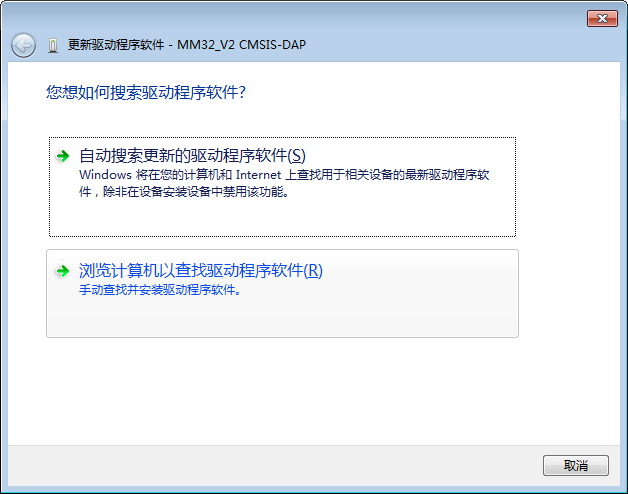 更新驱动程序软件 - MM32_V2 CMSIS-DAP
您想如何搜索驱动程序软件?
自动搜索更新的驱动程序软件(S)
Windows 将在您的计算机和 Internet 上查找用于相关设备的最新驱动程序软
件，除非在设备安装设备中禁用该功能。
浏览计算机以查找驱动程序软件(R)
手动查找并安装驱动程序软件。
取消